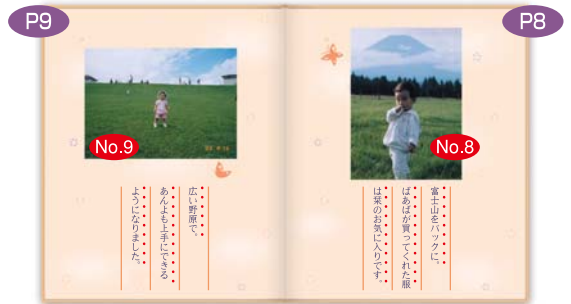 P8
No.8
富士山をバックに。
ばあばが買ってくれた服
は栞のお気に入りです。
P9
No.9
広い野原で。
あんよも上手にできる
ようになりました。